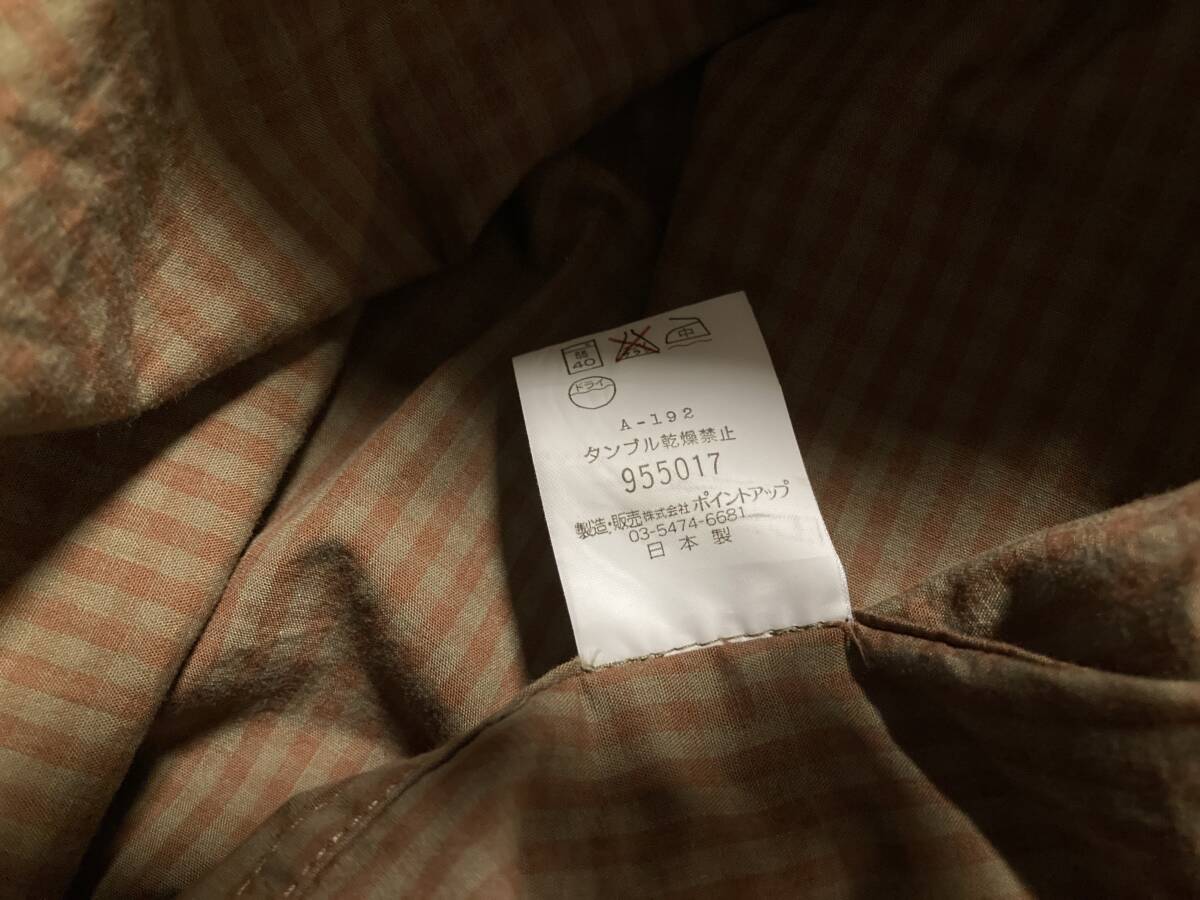 弱 40 中
ドライ
A-192
タンブル乾燥禁止
955017
製造・販売 株式会社 ポイントアップ
03-5474-6681
日本製